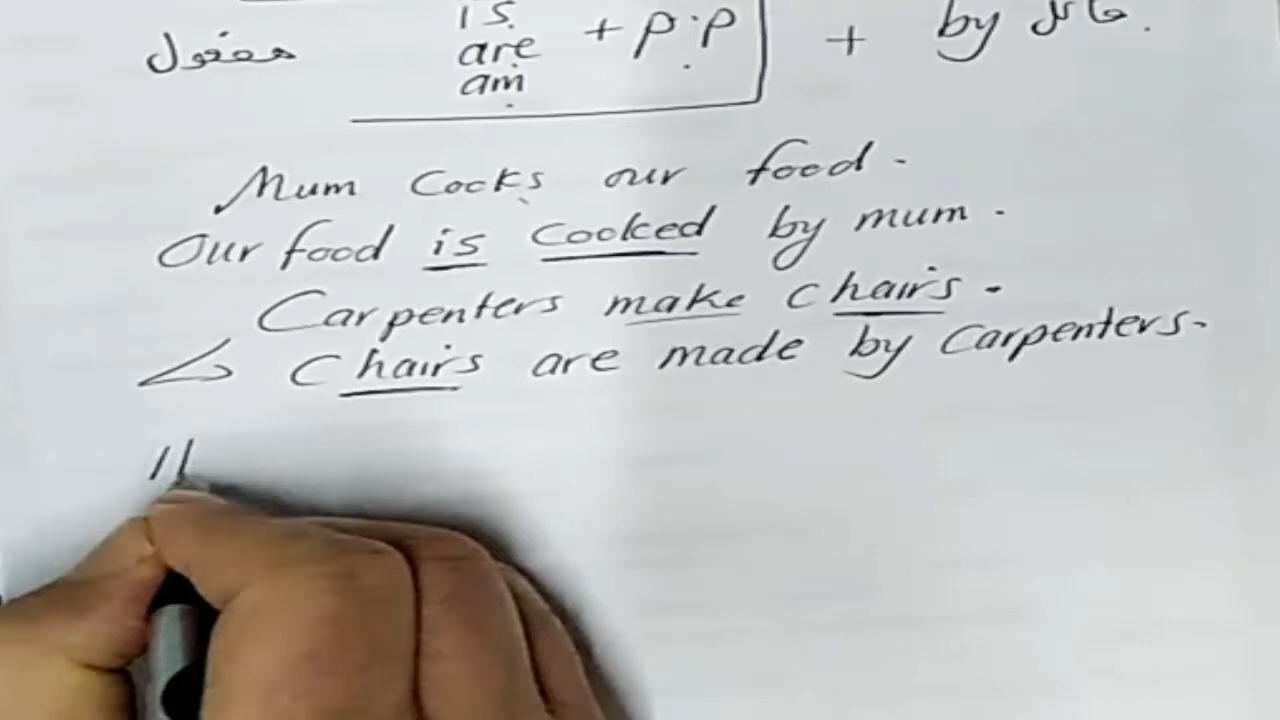 is
مفعول are + p.p + by فاعل.
am
Mum Cooks our food.
Our food is Cooked by mum.
Carpenters make chairs.
Chairs are made by Carpenters.